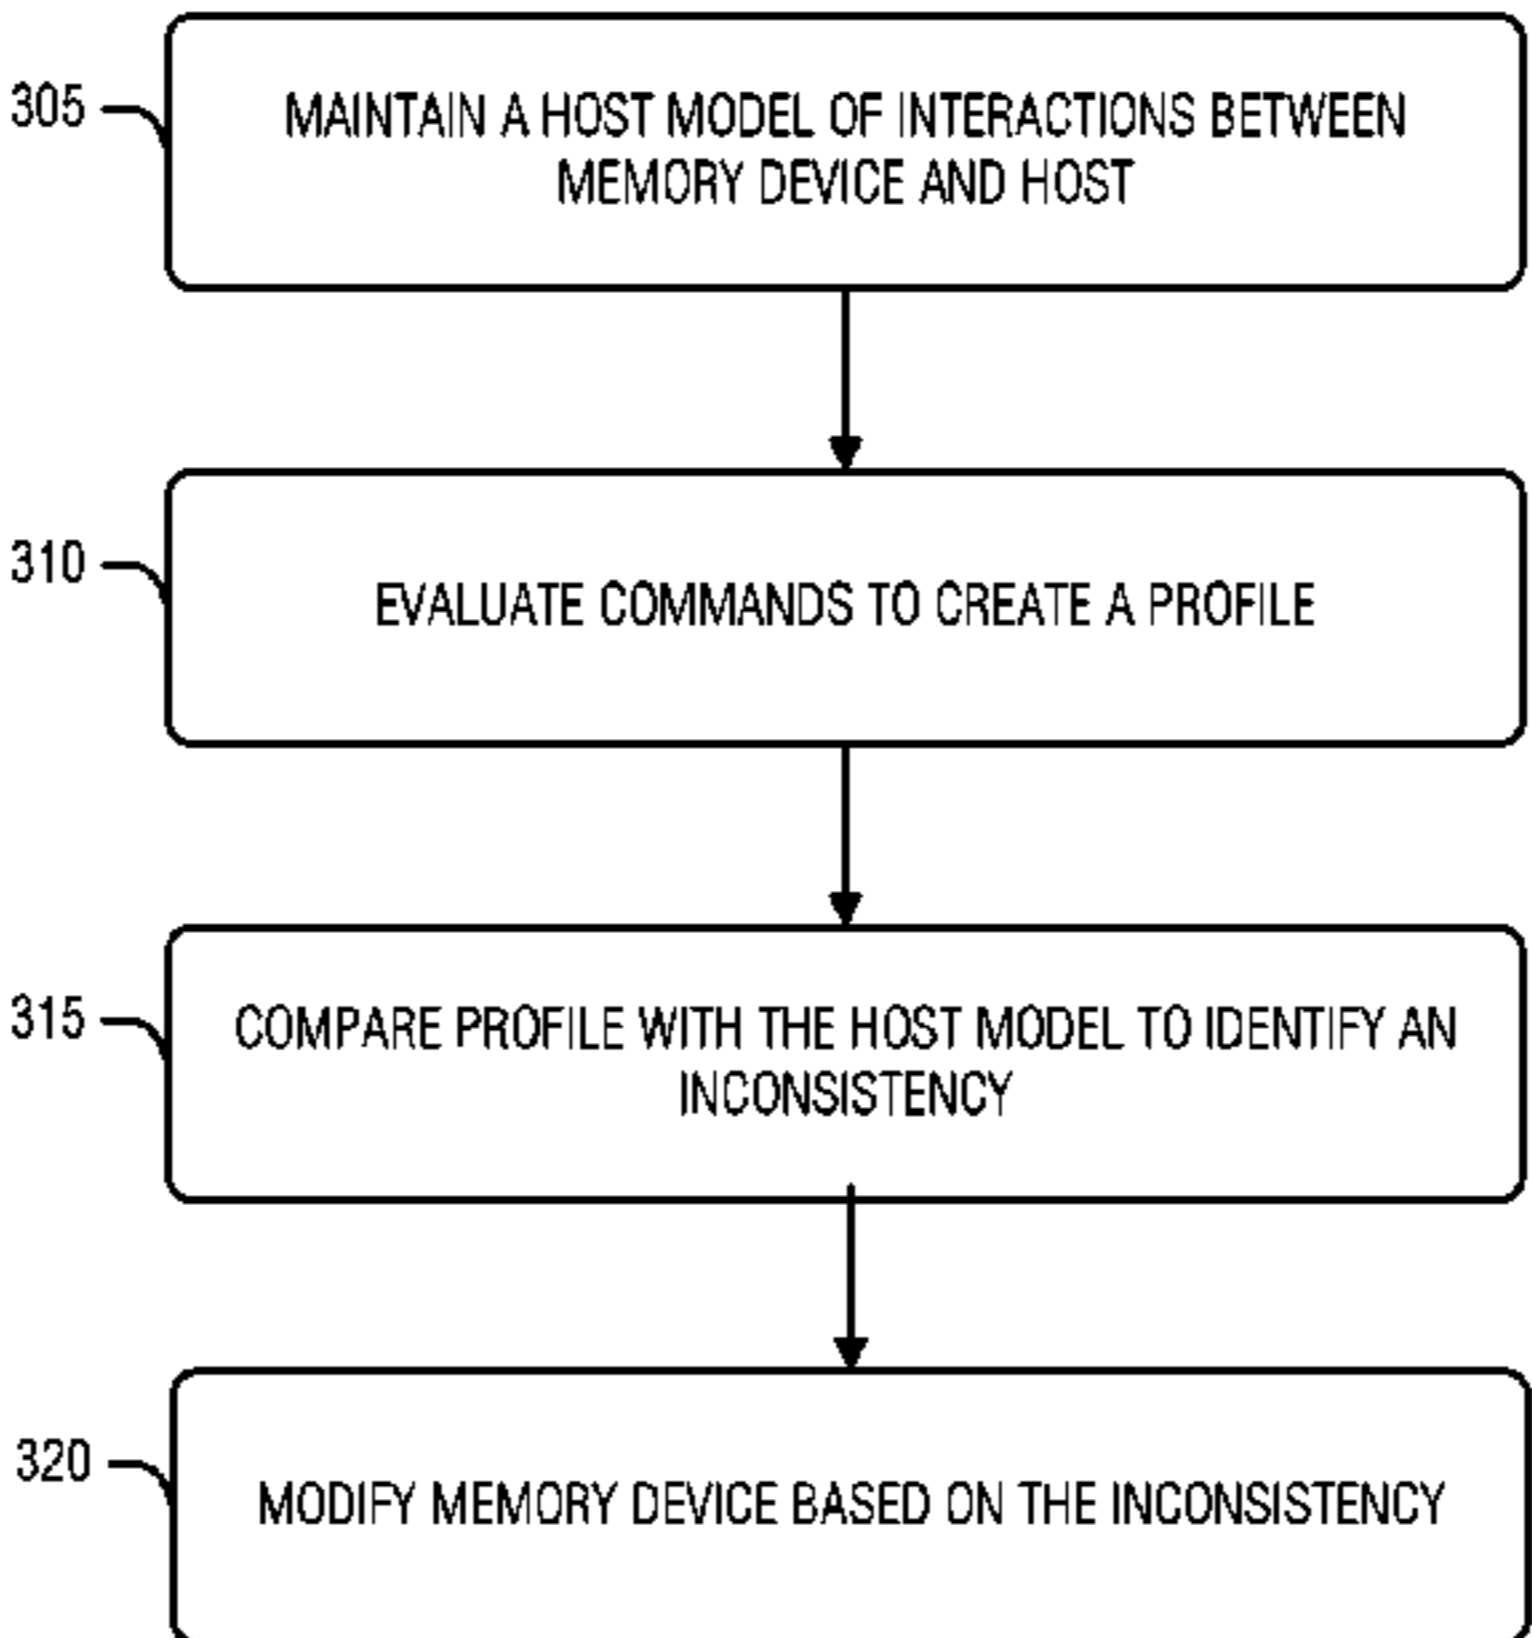 305
MAINTAIN A HOST MODEL OF INTERACTIONS BETWEEN
MEMORY DEVICE AND HOST
310
EVALUATE COMMANDS TO CREATE A PROFILE
315
COMPARE PROFILE WITH THE HOST MODEL TO IDENTIFY AN
INCONSISTENCY
320
MODIFY MEMORY DEVICE BASED ON THE INCONSISTENCY